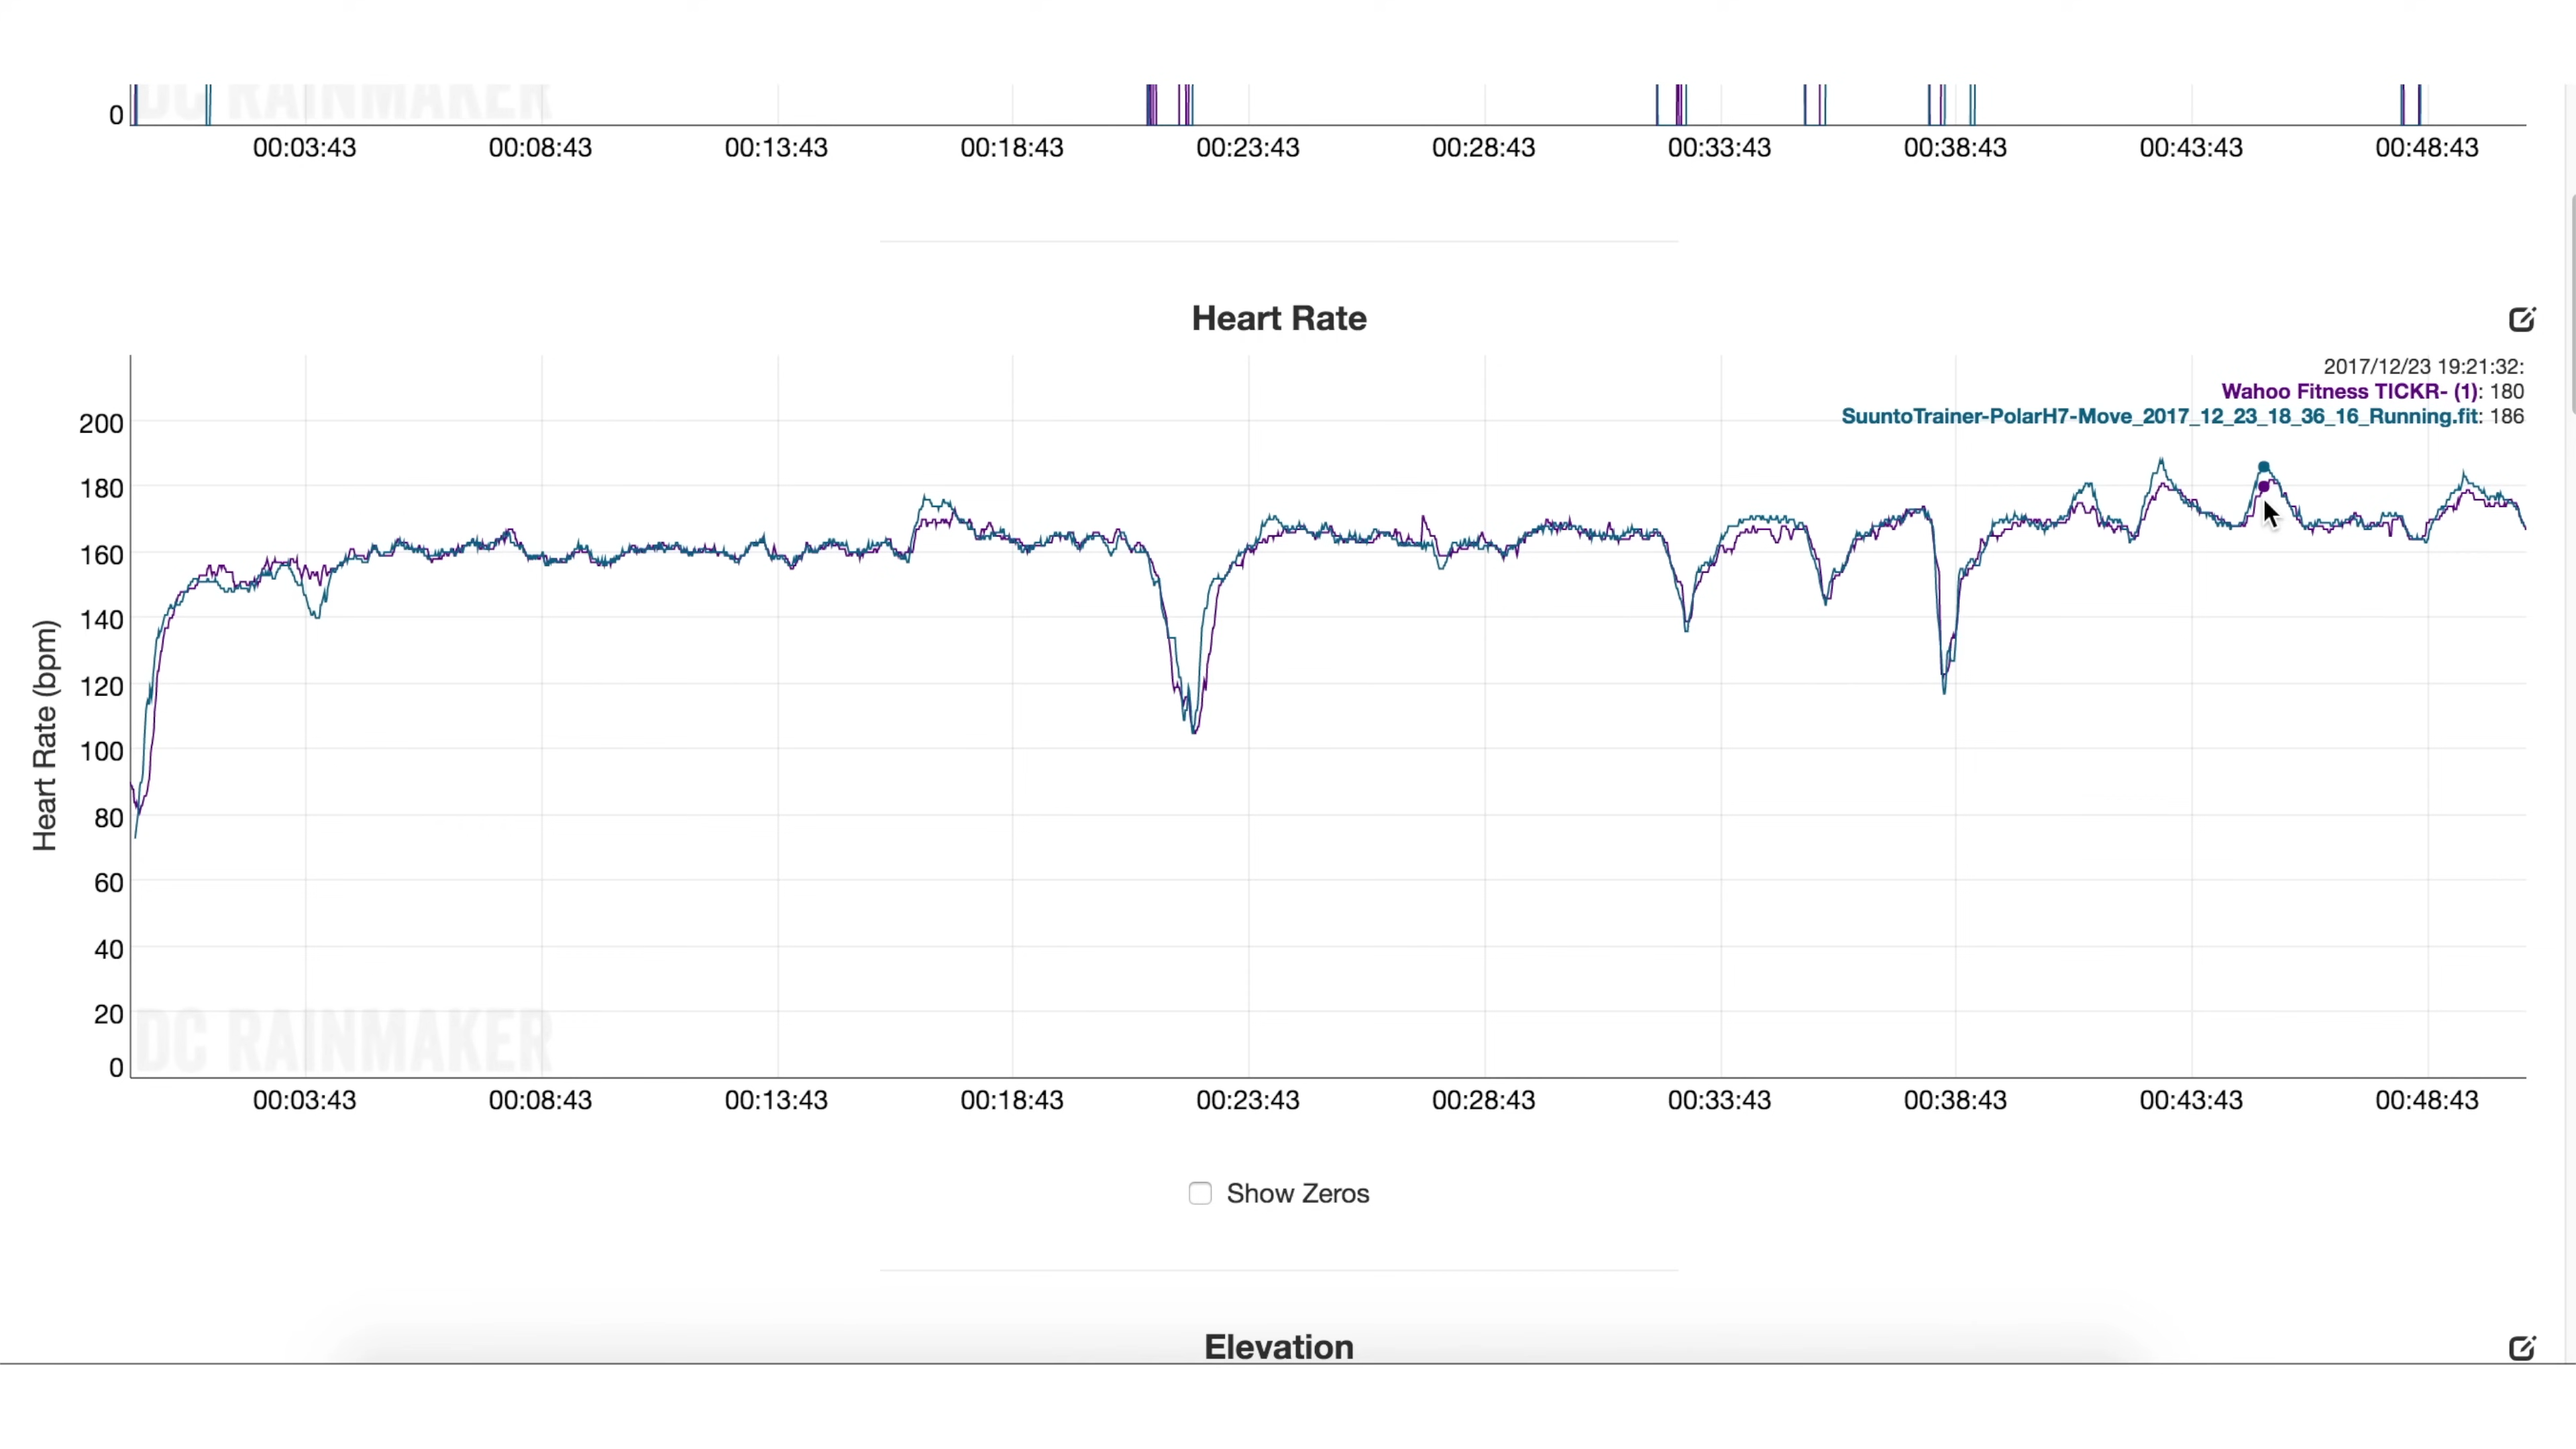 DC RAINMAKER
0
00:03:43 00:08:43 00:13:43 00:18:43 00:23:43 00:28:43 00:33:43 00:38:43 00:43:43 00:48:43
Heart Rate
2017/12/23 19:21:32:
Wahoo Fitness TICKR- (1): 180
SuuntoTrainer-PolarH7-Move_2017_12_23_18_36_16_Running.fit: 186
Heart Rate (bpm)
200
180
160
140
120
100
80
60
40
20
0
DC RAINMAKER
00:03:43 00:08:43 00:13:43 00:18:43 00:23:43 00:28:43 00:33:43 00:38:43 00:43:43 00:48:43
Show Zeros
Elevation